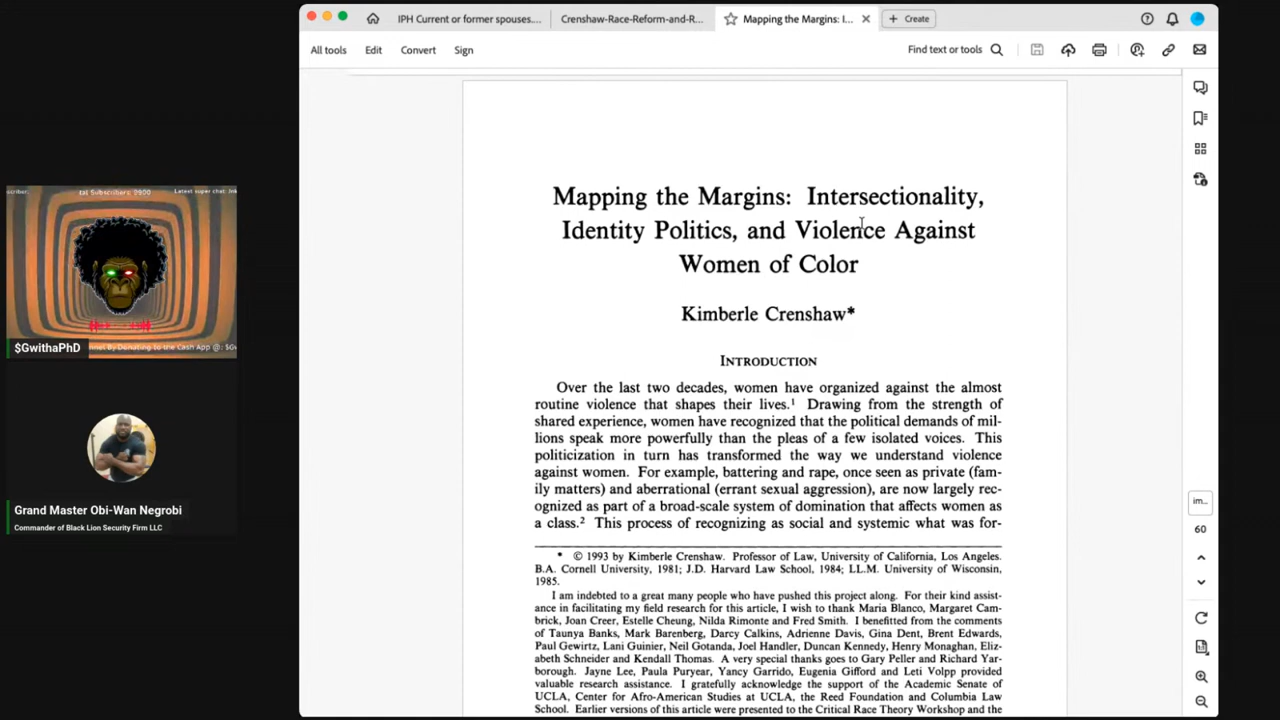 IPH Current or former spouses....
Crenshaw-Race-Reform-and-R...
Mapping the Margins: I...
Create
All tools
Edit
Convert
Sign
Find text or tools
Mapping the Margins: Intersectionality,
Identity Politics, and Violence Against
Women of Color
Kimberle Crenshaw*
INTRODUCTION
Over the last two decades, women have organized against the almost
routine violence that shapes their lives.¹ Drawing from the strength of
shared experience, women have recognized that the political demands of mil-
lions speak more powerfully than the pleas of a few isolated voices. This
politicization in turn has transformed the way we understand violence
against women. For example, battering and rape, once seen as private (fam-
ily matters) and aberrational (errant sexual aggression), are now largely rec-
ognized as part of a broad-scale system of domination that affects women as
a class.² This process of recognizing as social and systemic what was for-
* © 1993 by Kimberle Crenshaw. Professor of Law, University of California, Los Angeles.
B.A. Cornell University, 1981; J.D. Harvard Law School, 1984; LL.M. University of Wisconsin,
1985.
I am indebted to a great many people who have pushed this project along. For their kind assist-
ance in facilitating my field research for this article, I wish to thank Maria Blanco, Margaret Cam-
brick, Joan Creer, Estelle Cheung, Nilda Rimonte and Fred Smith. I benefitted from the comments
of Taunya Banks, Mark Barenberg, Darcy Calkins, Adrienne Davis, Gina Dent, Brent Edwards,
Paul Gewirtz, Lani Guinier, Neil Gotanda, Joel Handler, Duncan Kennedy, Henry Monaghan, Eliz-
abeth Schneider and Kendall Thomas. A very special thanks goes to Gary Peller and Richard Yar-
borough. Jayne Lee, Paula Puryear, Yancy Garrido, Eugenia Gifford and Leti Volpp provided
valuable research assistance. I gratefully acknowledge the support of the Academic Senate of
UCLA, Center for Afro-American Studies at UCLA, the Reed Foundation and Columbia Law
School. Earlier versions of this article were presented to the Critical Race Theory Workshop and the
im...
60
scriber,
tal Subscribers: 2900
Latest super chat:
$GwithaPhD
nnel By Donating to the Cash App @: $Gw
Grand Master Obi-Wan Negrobi
Commander of Black Lion Security Firm LLC